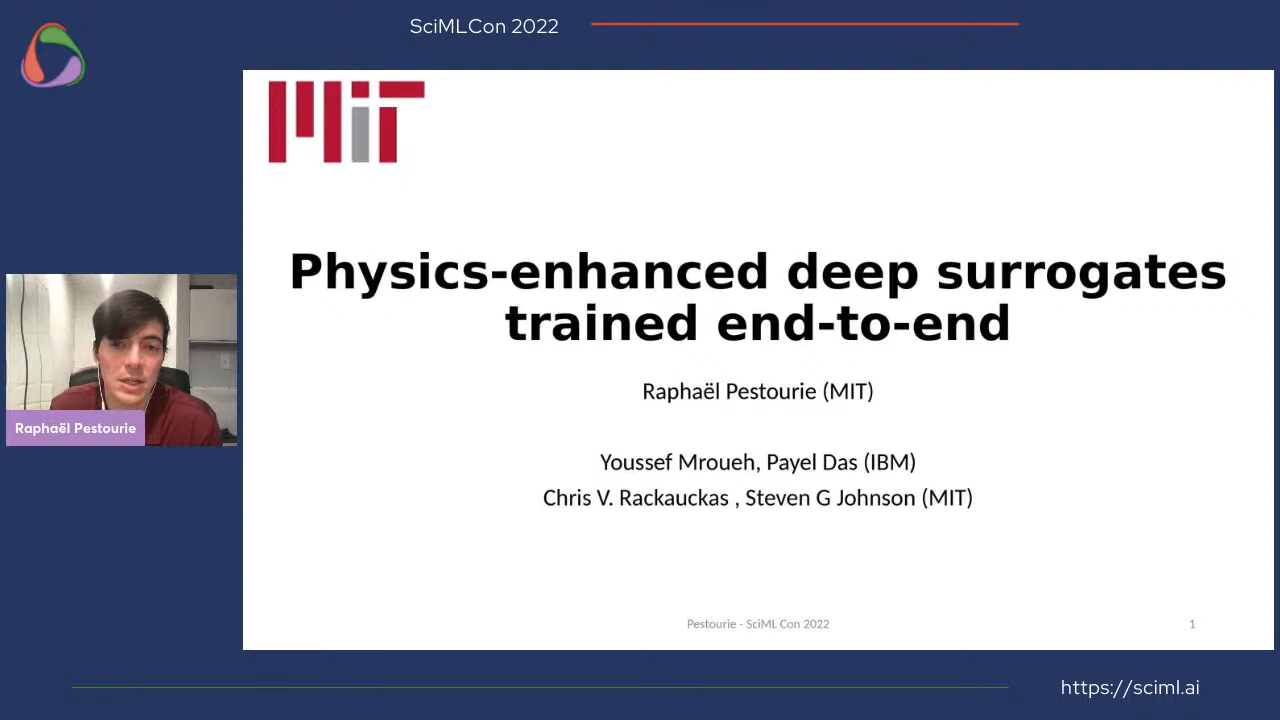 SciMLCon 2022
MIT
Physics-enhanced deep surrogates
trained end-to-end
Raphaël Pestourie (MIT)
Youssef Mroueh, Payel Das (IBM)
Chris V. Rackauckas , Steven G Johnson (MIT)
Raphaël Pestourie
Pestourie - SciML Con 2022
1
https://sciml.ai